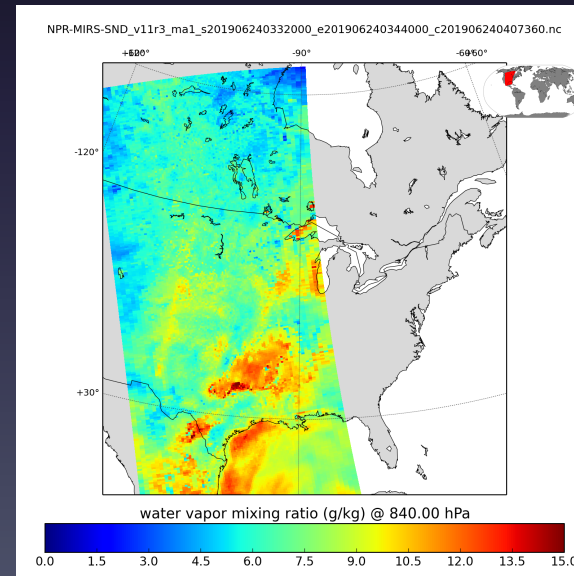 NPR-MIRS-SND_v11r3_ma1_s201906240332000_e201906240344000_c201906240407360.nc
-90°
-120°
+30°
water vapor mixing ratio (g/kg) @ 840.00 hPa
0.0 1.5 3.0 4.5 6.0 7.5 9.0 10.5 12.0 13.5 15.0